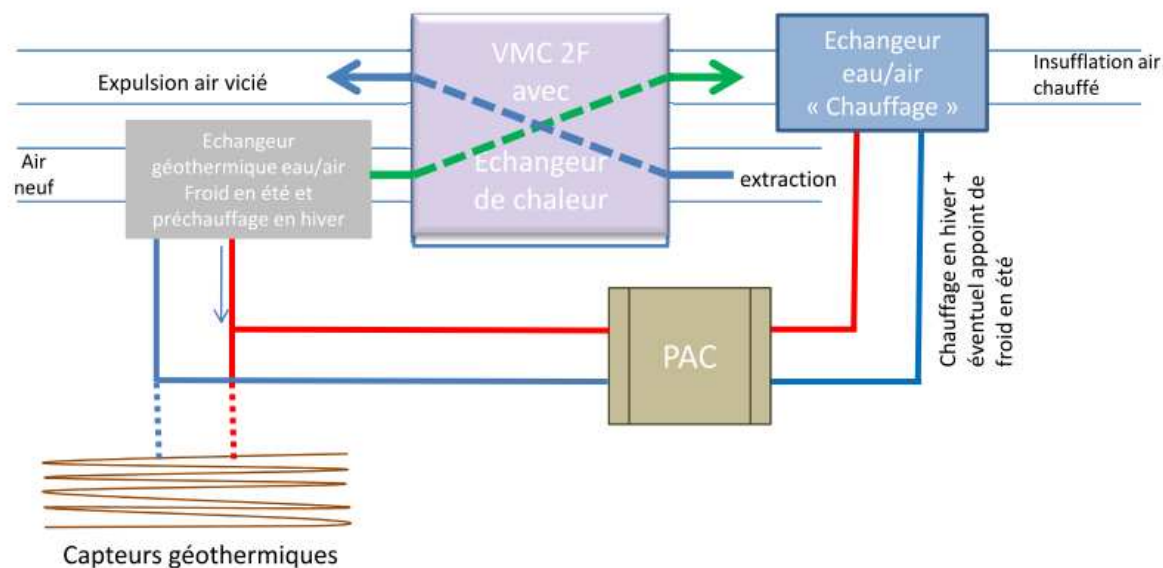 VMC 2F
avec
Echangeur
de chaleur
Echangeur
eau/air
« Chauffage »
Insufflation air
chauffé
Expulsion air vicié
Air
neuf
Echangeur
géothermique eau/air
Froid en été et
préchauffage en hiver
extraction
Chauffage en hiver +
éventuel appoint de
froid en été
PAC
Capteurs géothermiques